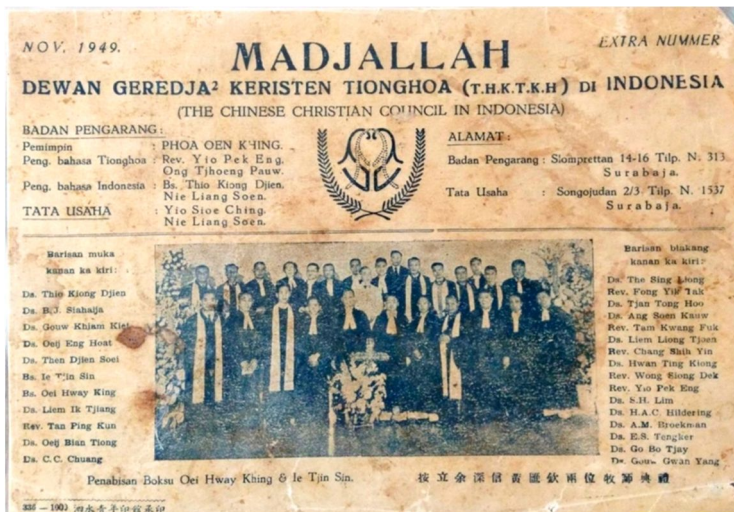 NOV. 1949.
EXTRA NUMMER
MADJALLAH
DEWAN GEREDJA² KERISTEN TIONGHOA (T.H.K.T.K.H) DI INDONESIA
(THE CHINESE CHRISTIAN COUNCIL IN INDONESIA)
BADAN PENGARANG:
Pemimpin : PHOA OEN KHING.
Peng. bahasa Tionghoa : Rev. Yio Pek Eng.
Ong Tjhoeng Pauw.
Peng. bahasa Indonesia : Bs. Thio Kiong Djien.
Nie Liang Soen.
TATA USAHA : Yio Sioe Ching.
Nie Liang Soen.
ALAMAT:
Badan Pengarang : Slomprettan 14-16 Tilp. N. 313
Surabaja.
Tata Usaha : Songojudan 2/3 Tilp. N. 1537
Surabaja.
Barisan muka
kanan ka kiri:
Ds. Thio Kiong Djien
Ds. B.J. Siahaija
Ds. Gouw Khiam Kiet
Ds. Oeij Eng Hoat
Ds. Then Djien Soei
Bs. Ie Tjin Sin
Bs. Oei Hway King
Ds. Liem Ik Tjiang
Rev. Tan Ping Kun
Ds. Oeij Bian Tiong
Ds. C.C. Chuang
Barisan blakang
kanan ka kiri:
Ds. The Sing Liong
Rev. Fong Yik Tak
Ds. Tjan Tong Hoo
Ds. Ang Soen Kauw
Rev. Tam Kwang Fuk
Ds. Liem Liong Tjoen
Rev. Chang Shih Yin
Ds. Hwan Ting Kiong
Rev. Wong Siong Dek
Rev. Yio Pek Eng
Ds. S.H. Lim
Ds. H.A.C. Hildering
Ds. A.M. Broekman
Ds. E.S. Tengker
Ds. Go Bo Tjay
Ds. Gouw Gwan Yang
Penabisan Boksu Oei Hway Khing & Ie Tjin Sin.
按立余深信黃匯欽兩位牧師典禮